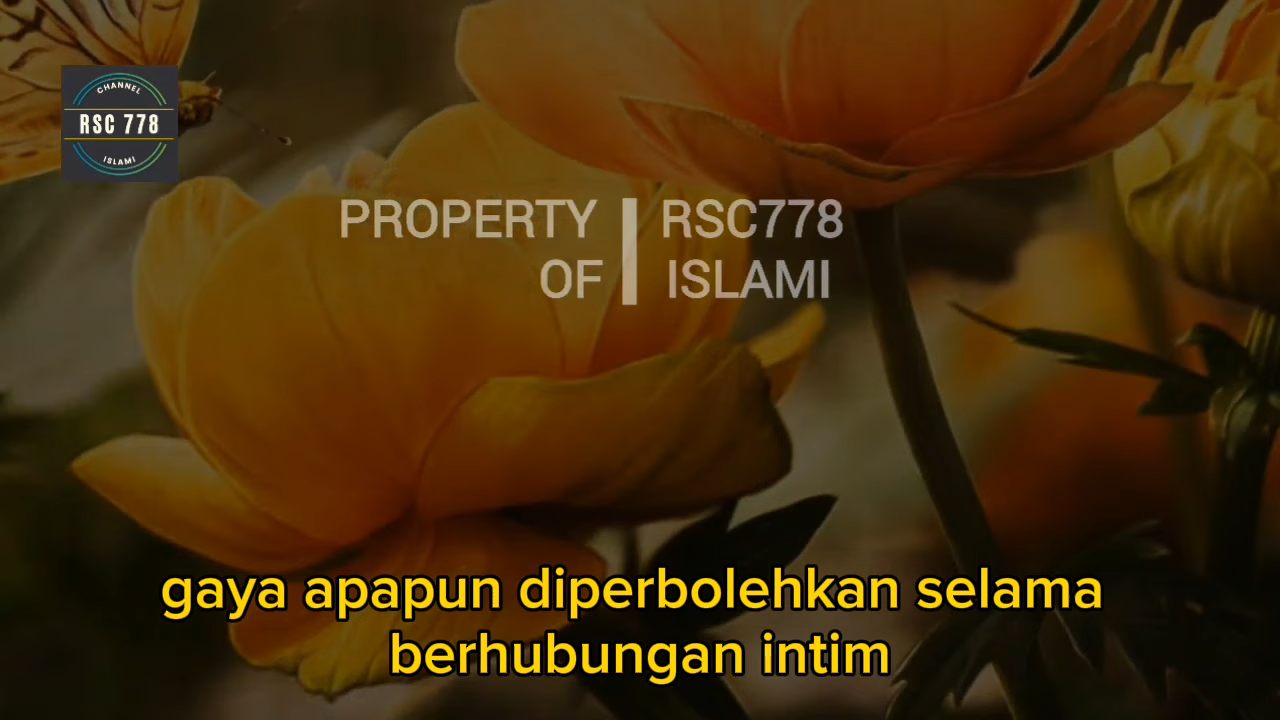 CHANNEL
RSC 778
ISLAMI
PROPERTY OF
RSC778 ISLAMI
gaya apapun diperbolehkan selama
berhubungan intim